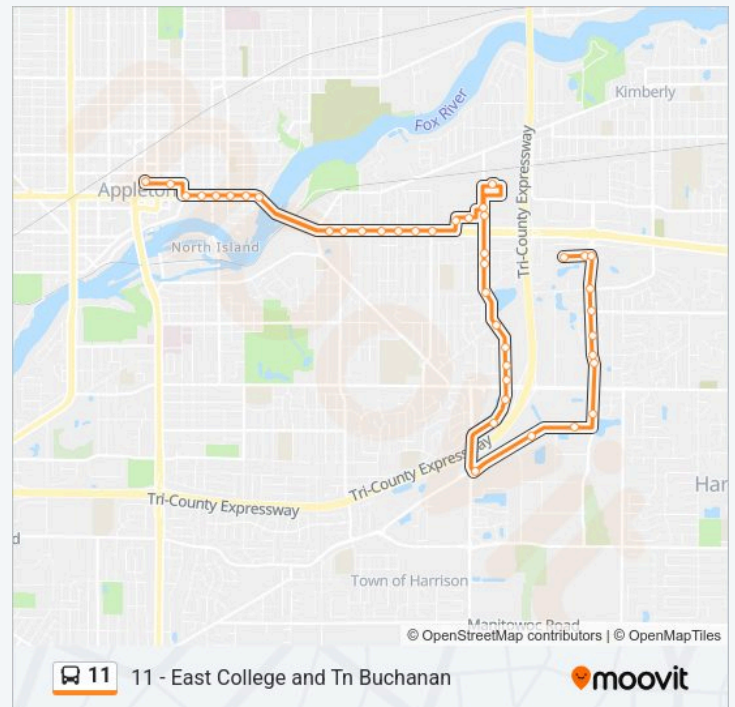 Kimberly
Fox River
Tri-County Expressway
Appleton
North Island
Tri-County Expressway
Tri-County Expressway
Har
d
Town of Harrison
Manitowoc Road
© OpenStreetMap contributors | © OpenMapTiles
11 11 - East College and Tn Buchanan moovit